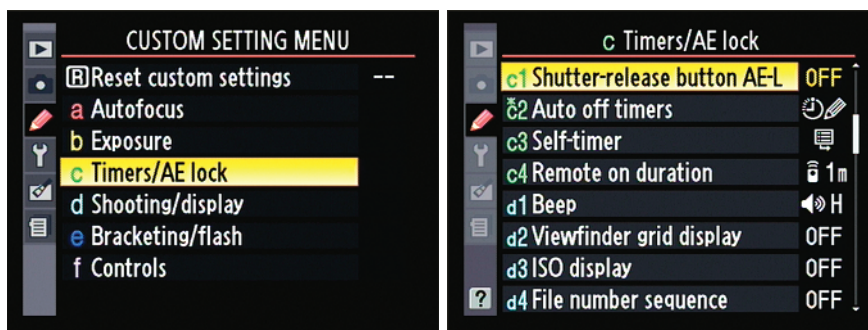 CUSTOM SETTING MENU
R Reset custom settings --
a Autofocus
b Exposure
c Timers/AE lock
d Shooting/display
e Bracketing/flash
f Controls
c Timers/AE lock
c1 Shutter-release button AE-L OFF
c2 Auto off timers
c3 Self-timer
c4 Remote on duration 1m
d1 Beep H
d2 Viewfinder grid display OFF
d3 ISO display OFF
? d4 File number sequence OFF